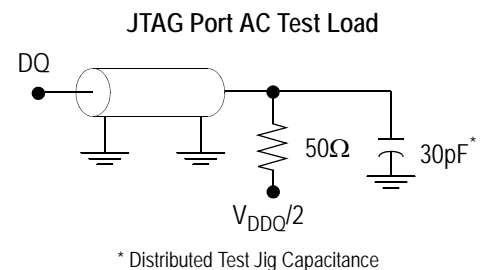 JTAG Port AC Test Load
DQ
50Ω
30pF*
VDDQ/2
* Distributed Test Jig Capacitance